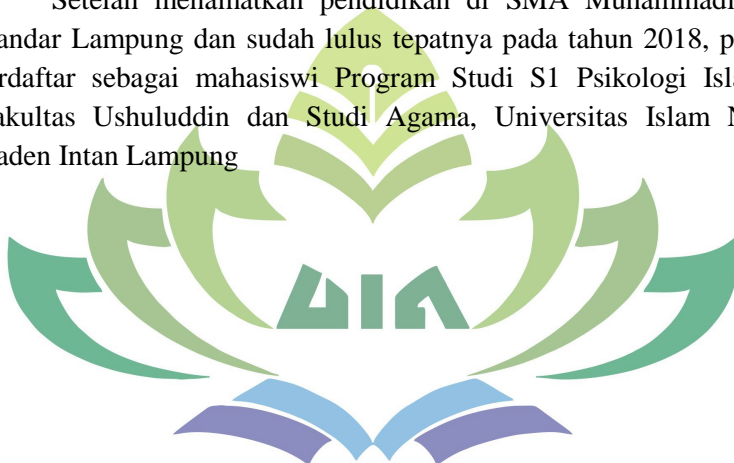 Setelah menamatkan pendidikan di SMA Muhammadi
andar Lampung dan sudah lulus tepatnya pada tahun 2018, p
rdaftar sebagai mahasiswi Program Studi S1 Psikologi Isl
akultas Ushuluddin dan Studi Agama, Universitas Islam N
aden Intan Lampung
UIN